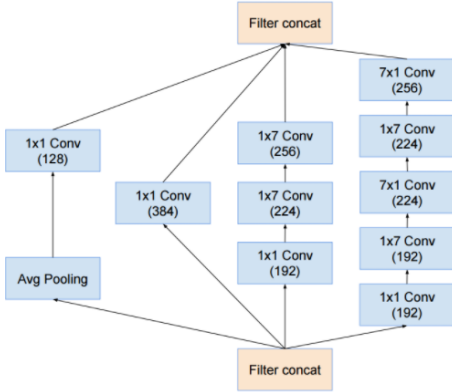 Filter concat
7x1 Conv
(256)
1x7 Conv
(256)
1x7 Conv
(224)
1x1 Conv
(128)
1x1 Conv
(384)
1x7 Conv
(224)
7x1 Conv
(224)
Avg Pooling
1x1 Conv
(192)
1x7 Conv
(192)
1x1 Conv
(192)
Filter concat